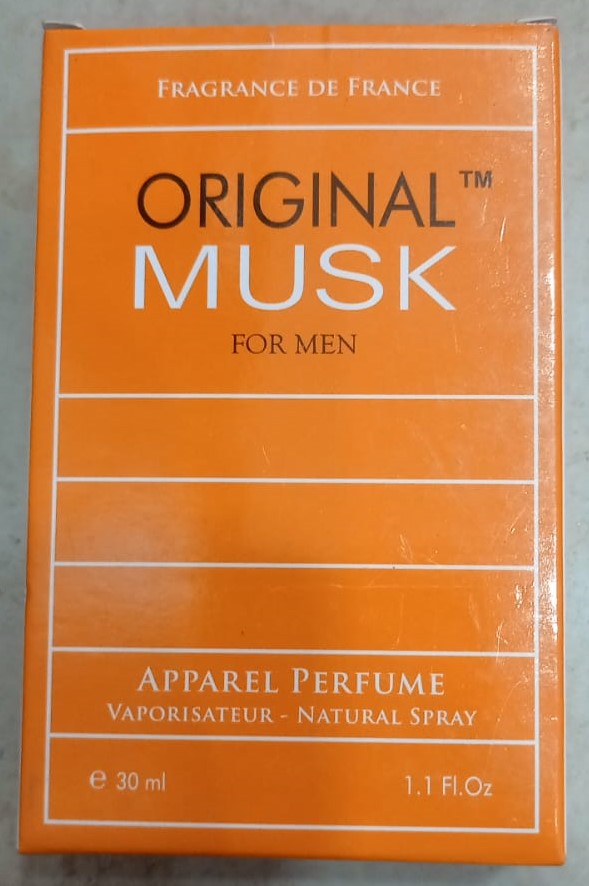 FRAGRANCE DE FRANCE
ORIGINAL™
MUSK
FOR MEN
APPAREL PERFUME
VAPORISATEUR - NATURAL SPRAY
℮ 30 ml
1.1 Fl.Oz